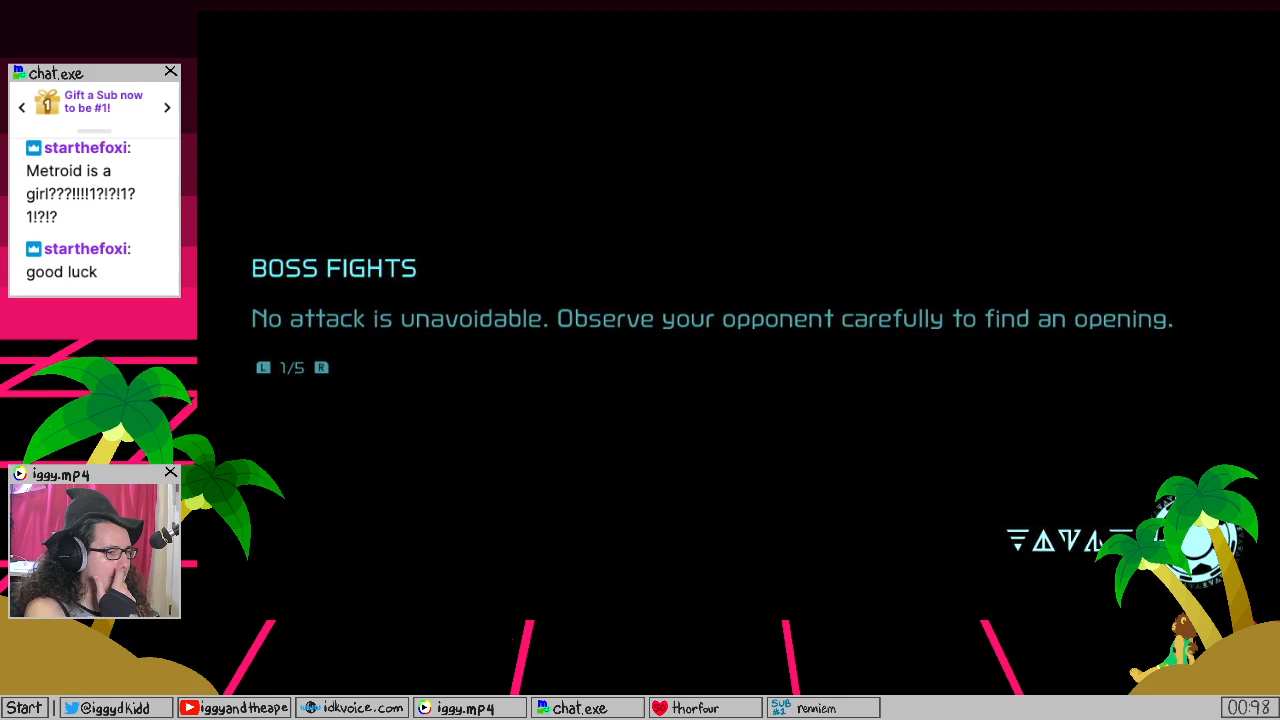 chat.exe
Gift a Sub now
to be #1!
1
starthefoxi:
Metroid is a
girl???!!!!1?!?!1?
1!?!?
starthefoxi:
good luck
BOSS FIGHTS
No attack is unavoidable. Observe your opponent carefully to find an opening.
L 1/5 R
iggy.mp4
Start | @iggydkidd iggyandtheape idkvoice.com iggy.mp4 chat.exe thorfour SUB #1 renniem 00:98